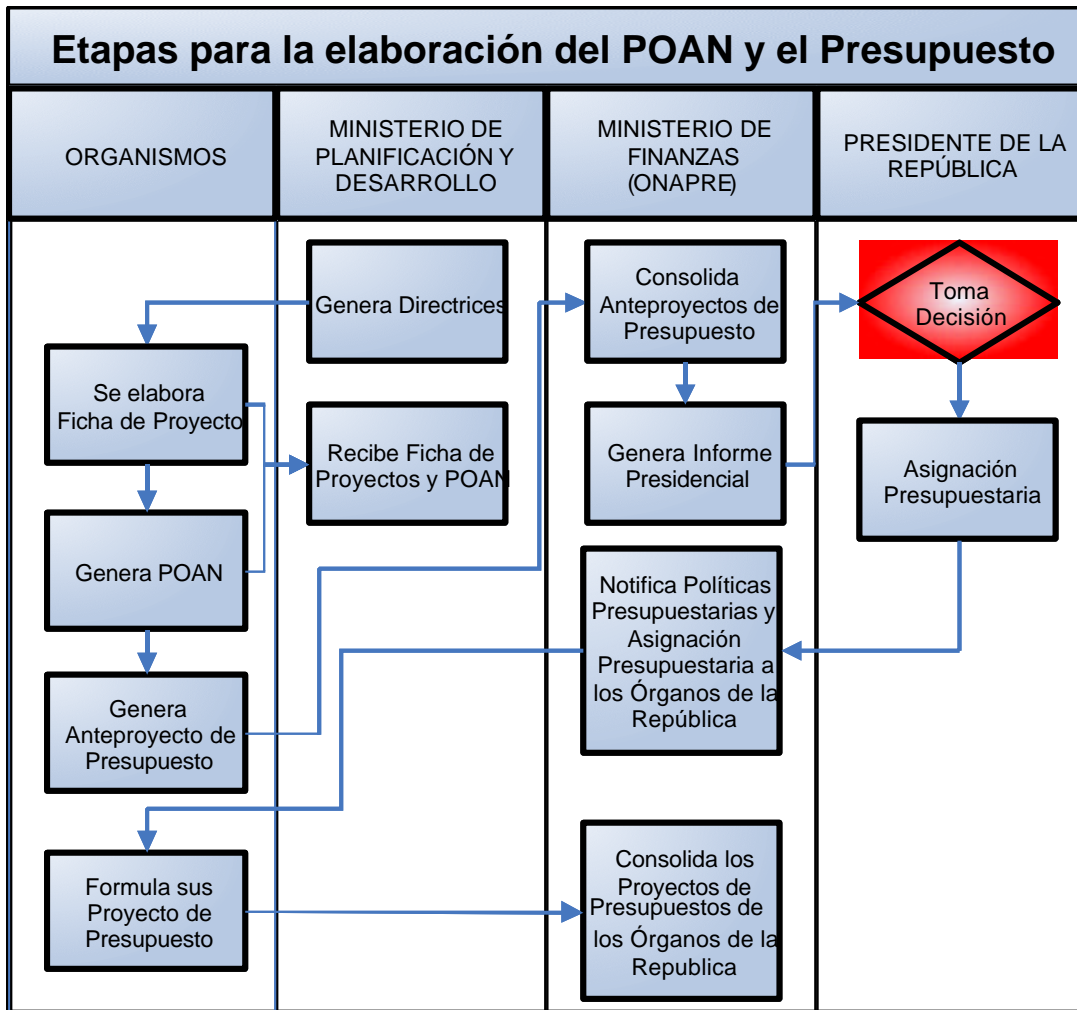 Etapas para la elaboración del POAN y el Presupuesto
ORGANISMOS
MINISTERIO DE
PLANIFICACIÓN Y
DESARROLLO
MINISTERIO DE
FINANZAS
(ONAPRE)
PRESIDENTE DE LA
REPÚBLICA
Genera Directrices
Consolida
Anteproyectos de
Presupuesto
Toma
Decisión
Se elabora
Ficha de Proyecto
Recibe Ficha de
Proyectos y POAN
Genera Informe
Presidencial
Asignación
Presupuestaria
Genera POAN
Notifica Políticas
Presupuestarias y
Asignación
Presupuestaria a
los Órganos de la
República
Genera
Anteproyecto de
Presupuesto
Formula sus
Proyecto de
Presupuesto
Consolida los
Proyectos de
Presupuestos de
los Órganos de la
Republica